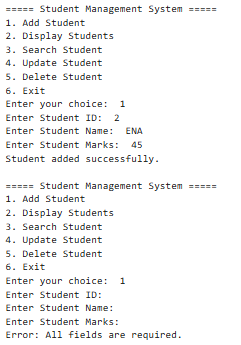 ===== Student Management System =====
1. Add Student
2. Display Students
3. Search Student
4. Update Student
5. Delete Student
6. Exit
Enter your choice:  1
Enter Student ID:  2
Enter Student Name:  ENA
Enter Student Marks:  45
Student added successfully.

===== Student Management System =====
1. Add Student
2. Display Students
3. Search Student
4. Update Student
5. Delete Student
6. Exit
Enter your choice:  1
Enter Student ID:
Enter Student Name:
Enter Student Marks:
Error: All fields are required.